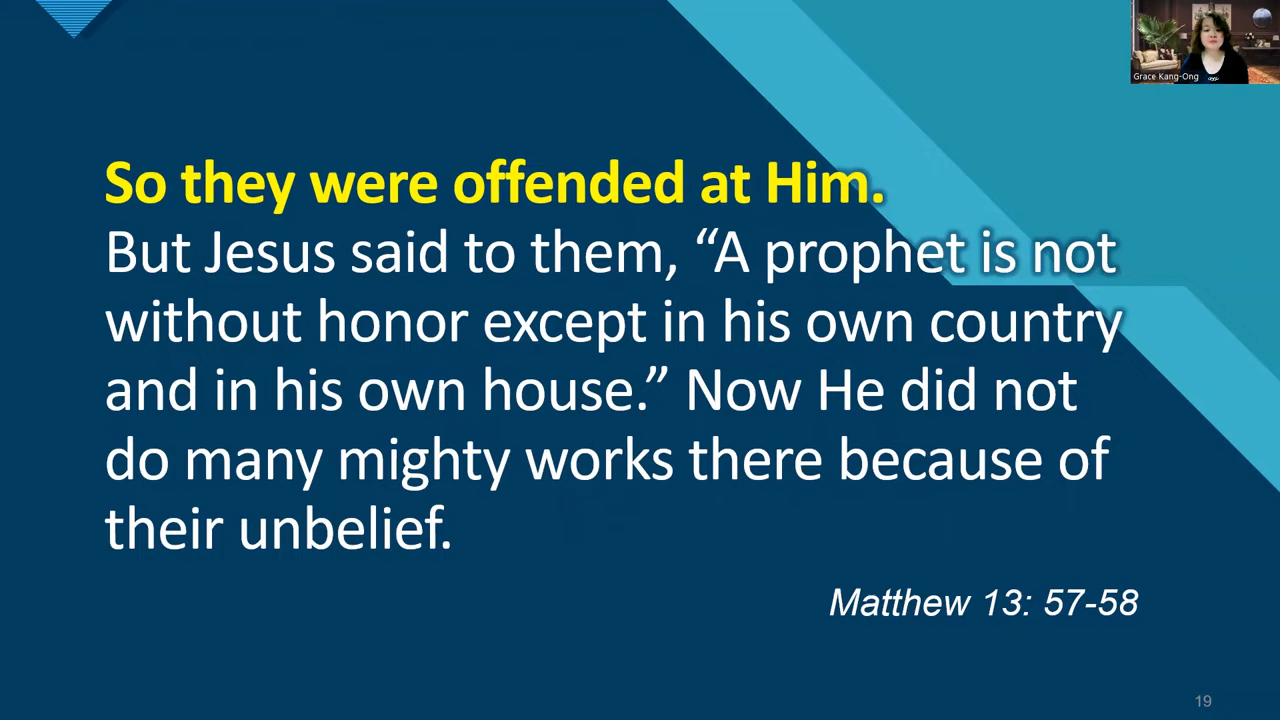 Grace Kang-Ong
So they were offended at Him.
But Jesus said to them, “A prophet is not
without honor except in his own country
and in his own house.” Now He did not
do many mighty works there because of
their unbelief.
Matthew 13: 57-58
19